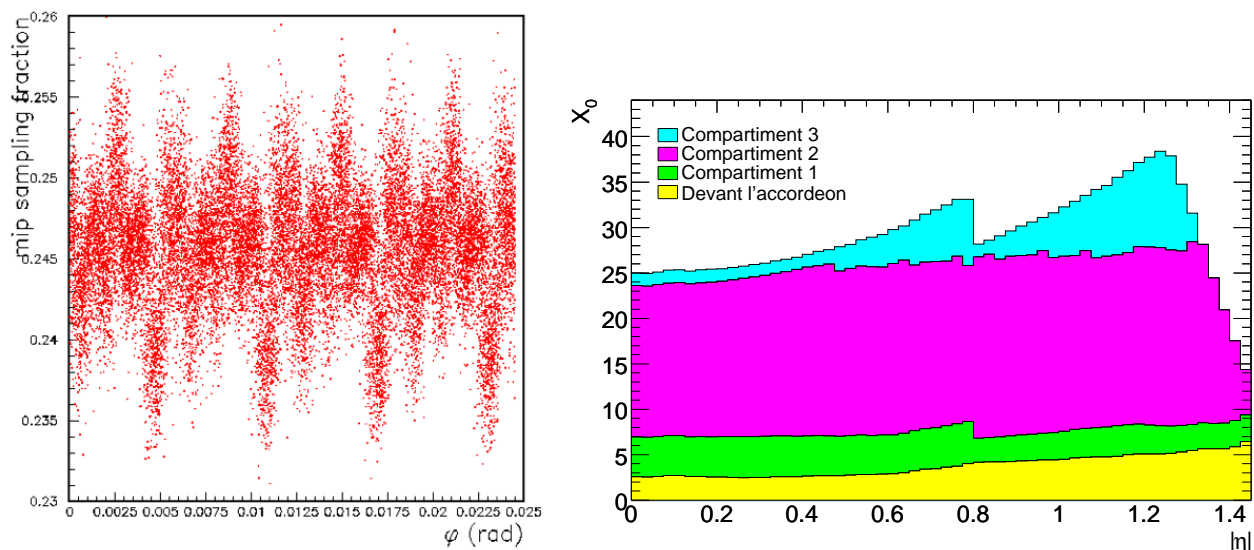 mip sampling fraction
0.26
0.255
0.25
0.245
0.24
0.235
0.23
0 0.0025 0.005 0.0075 0.01 0.0125 0.015 0.0175 0.02 0.0225 0.025
φ (rad)
X0
40
35
30
25
20
15
10
5
0
Compartiment 3
Compartiment 2
Compartiment 1
Devant l'accordeon
0 0.2 0.4 0.6 0.8 1 1.2 1.4
|η|